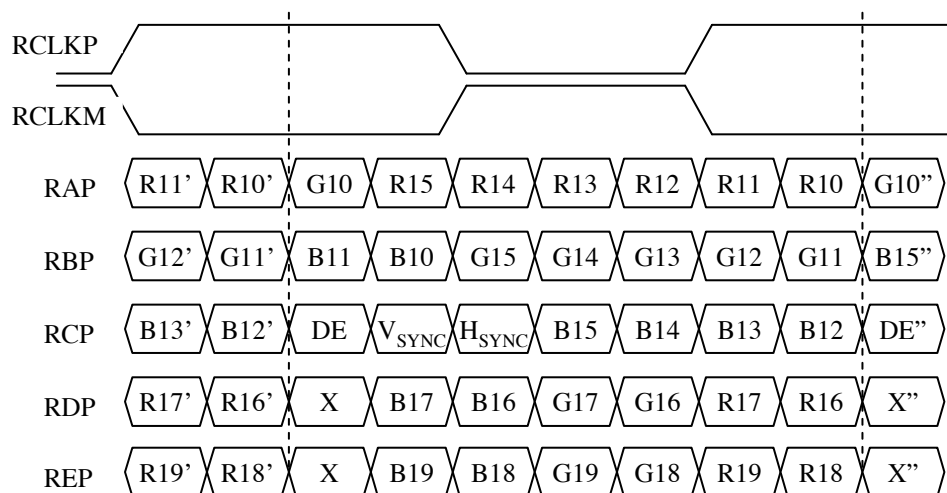 RCLKP
RCLKM
RAP R11’ R10’ G10 R15 R14 R13 R12 R11 R10 G10”
RBP G12’ G11’ B11 B10 G15 G14 G13 G12 G11 B15”
RCP B13’ B12’ DE VSYNC HSYNC B15 B14 B13 B12 DE”
RDP R17’ R16’ X B17 B16 G17 G16 R17 R16 X”
REP R19’ R18’ X B19 B18 G19 G18 R19 R18 X”